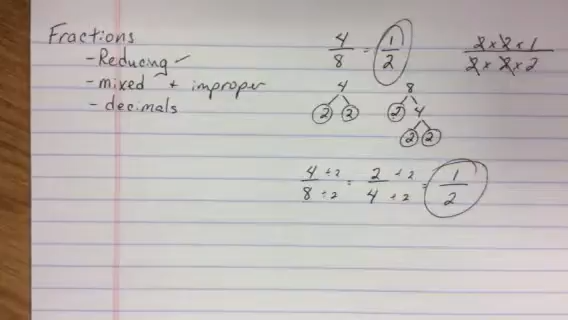 Fractions
- Reducing ✓
- mixed + improper
- decimals
4/8 = 1/2
2 x 2 x 1 / 2 x 2 x 2
4 8
2 2 2 4
2 2
4 ÷ 2 / 8 ÷ 2 = 2 ÷ 2 / 4 ÷ 2 = 1/2